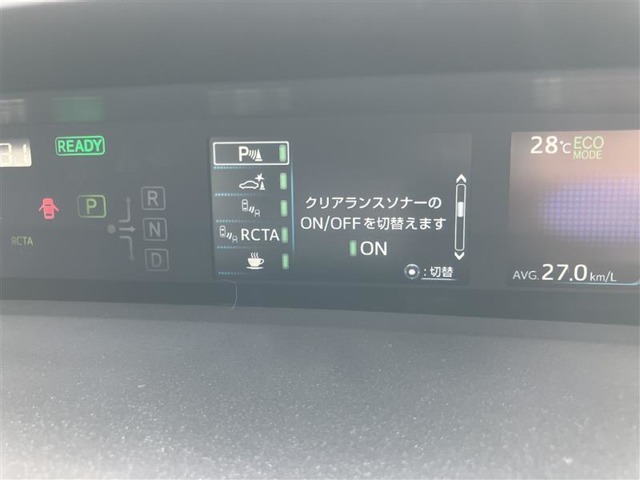 READY
P
RCTA
R
N
D
P
RCTA
クリアランスソナーの
ON/OFFを切替えます
ON
:切替
28℃ ECO
MODE
AVG. 27.0 km/L